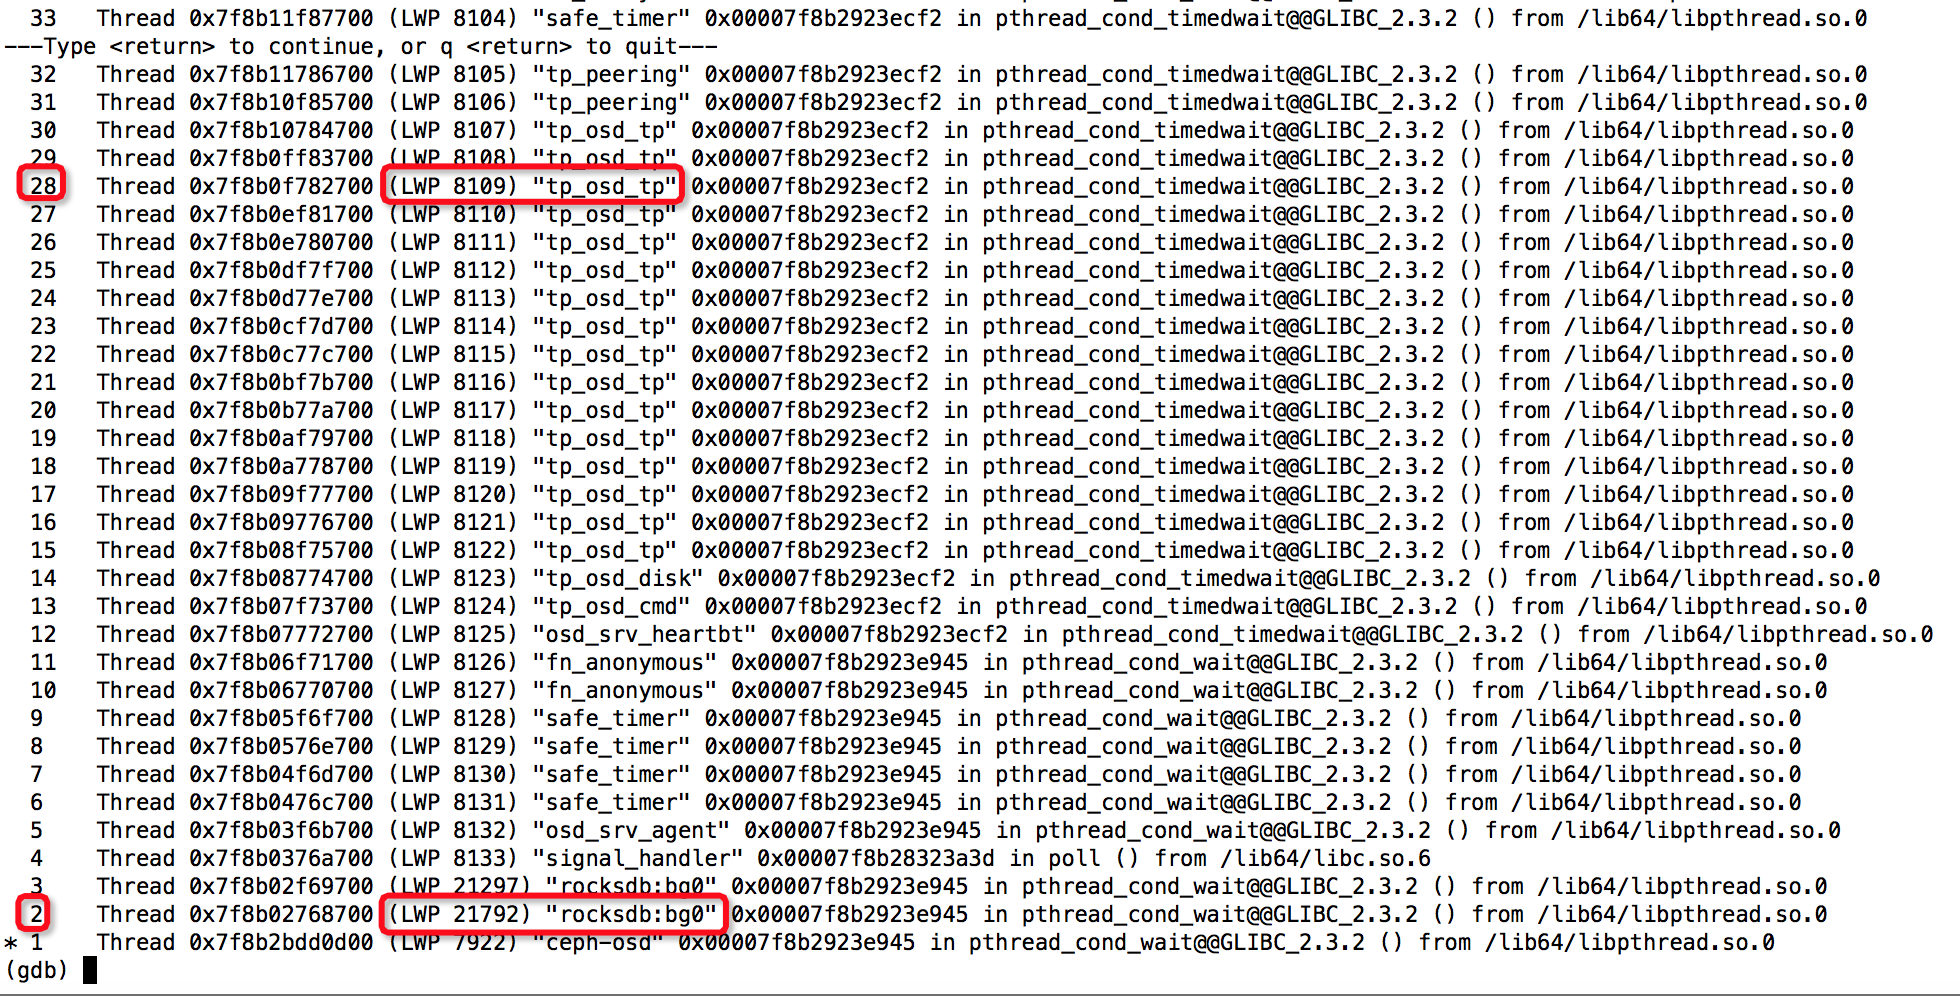 33 Thread 0x7f8b11f87700 (LWP 8104) "safe_timer" 0x00007f8b2923ecf2 in pthread_cond_timedwait@@GLIBC_2.3.2 () from /lib64/libpthread.so.0
---Type <return> to continue, or q <return> to quit---
32 Thread 0x7f8b11786700 (LWP 8105) "tp_peering" 0x00007f8b2923ecf2 in pthread_cond_timedwait@@GLIBC_2.3.2 () from /lib64/libpthread.so.0
31 Thread 0x7f8b10f85700 (LWP 8106) "tp_peering" 0x00007f8b2923ecf2 in pthread_cond_timedwait@@GLIBC_2.3.2 () from /lib64/libpthread.so.0
30 Thread 0x7f8b10784700 (LWP 8107) "tp_osd_tp" 0x00007f8b2923ecf2 in pthread_cond_timedwait@@GLIBC_2.3.2 () from /lib64/libpthread.so.0
29 Thread 0x7f8b0ff83700 (LWP 8108) "tp_osd_tp" 0x00007f8b2923ecf2 in pthread_cond_timedwait@@GLIBC_2.3.2 () from /lib64/libpthread.so.0
28 Thread 0x7f8b0f782700 (LWP 8109) "tp_osd_tp" 0x00007f8b2923ecf2 in pthread_cond_timedwait@@GLIBC_2.3.2 () from /lib64/libpthread.so.0
27 Thread 0x7f8b0ef81700 (LWP 8110) "tp_osd_tp" 0x00007f8b2923ecf2 in pthread_cond_timedwait@@GLIBC_2.3.2 () from /lib64/libpthread.so.0
26 Thread 0x7f8b0e780700 (LWP 8111) "tp_osd_tp" 0x00007f8b2923ecf2 in pthread_cond_timedwait@@GLIBC_2.3.2 () from /lib64/libpthread.so.0
25 Thread 0x7f8b0df7f700 (LWP 8112) "tp_osd_tp" 0x00007f8b2923ecf2 in pthread_cond_timedwait@@GLIBC_2.3.2 () from /lib64/libpthread.so.0
24 Thread 0x7f8b0d77e700 (LWP 8113) "tp_osd_tp" 0x00007f8b2923ecf2 in pthread_cond_timedwait@@GLIBC_2.3.2 () from /lib64/libpthread.so.0
23 Thread 0x7f8b0cf7d700 (LWP 8114) "tp_osd_tp" 0x00007f8b2923ecf2 in pthread_cond_timedwait@@GLIBC_2.3.2 () from /lib64/libpthread.so.0
22 Thread 0x7f8b0c77c700 (LWP 8115) "tp_osd_tp" 0x00007f8b2923ecf2 in pthread_cond_timedwait@@GLIBC_2.3.2 () from /lib64/libpthread.so.0
21 Thread 0x7f8b0bf7b700 (LWP 8116) "tp_osd_tp" 0x00007f8b2923ecf2 in pthread_cond_timedwait@@GLIBC_2.3.2 () from /lib64/libpthread.so.0
20 Thread 0x7f8b0b77a700 (LWP 8117) "tp_osd_tp" 0x00007f8b2923ecf2 in pthread_cond_timedwait@@GLIBC_2.3.2 () from /lib64/libpthread.so.0
19 Thread 0x7f8b0af79700 (LWP 8118) "tp_osd_tp" 0x00007f8b2923ecf2 in pthread_cond_timedwait@@GLIBC_2.3.2 () from /lib64/libpthread.so.0
18 Thread 0x7f8b0a778700 (LWP 8119) "tp_osd_tp" 0x00007f8b2923ecf2 in pthread_cond_timedwait@@GLIBC_2.3.2 () from /lib64/libpthread.so.0
17 Thread 0x7f8b09f77700 (LWP 8120) "tp_osd_tp" 0x00007f8b2923ecf2 in pthread_cond_timedwait@@GLIBC_2.3.2 () from /lib64/libpthread.so.0
16 Thread 0x7f8b09776700 (LWP 8121) "tp_osd_tp" 0x00007f8b2923ecf2 in pthread_cond_timedwait@@GLIBC_2.3.2 () from /lib64/libpthread.so.0
15 Thread 0x7f8b08f75700 (LWP 8122) "tp_osd_tp" 0x00007f8b2923ecf2 in pthread_cond_timedwait@@GLIBC_2.3.2 () from /lib64/libpthread.so.0
14 Thread 0x7f8b08774700 (LWP 8123) "tp_osd_disk" 0x00007f8b2923ecf2 in pthread_cond_timedwait@@GLIBC_2.3.2 () from /lib64/libpthread.so.0
13 Thread 0x7f8b07f73700 (LWP 8124) "tp_osd_cmd" 0x00007f8b2923ecf2 in pthread_cond_timedwait@@GLIBC_2.3.2 () from /lib64/libpthread.so.0
12 Thread 0x7f8b07772700 (LWP 8125) "osd_srv_heartbt" 0x00007f8b2923ecf2 in pthread_cond_timedwait@@GLIBC_2.3.2 () from /lib64/libpthread.so.0
11 Thread 0x7f8b06f71700 (LWP 8126) "fn_anonymous" 0x00007f8b2923e945 in pthread_cond_wait@@GLIBC_2.3.2 () from /lib64/libpthread.so.0
10 Thread 0x7f8b06770700 (LWP 8127) "fn_anonymous" 0x00007f8b2923e945 in pthread_cond_wait@@GLIBC_2.3.2 () from /lib64/libpthread.so.0
9 Thread 0x7f8b05f6f700 (LWP 8128) "safe_timer" 0x00007f8b2923e945 in pthread_cond_wait@@GLIBC_2.3.2 () from /lib64/libpthread.so.0
8 Thread 0x7f8b0576e700 (LWP 8129) "safe_timer" 0x00007f8b2923e945 in pthread_cond_wait@@GLIBC_2.3.2 () from /lib64/libpthread.so.0
7 Thread 0x7f8b04f6d700 (LWP 8130) "safe_timer" 0x00007f8b2923e945 in pthread_cond_wait@@GLIBC_2.3.2 () from /lib64/libpthread.so.0
6 Thread 0x7f8b0476c700 (LWP 8131) "safe_timer" 0x00007f8b2923e945 in pthread_cond_wait@@GLIBC_2.3.2 () from /lib64/libpthread.so.0
5 Thread 0x7f8b03f6b700 (LWP 8132) "osd_srv_agent" 0x00007f8b2923e945 in pthread_cond_wait@@GLIBC_2.3.2 () from /lib64/libpthread.so.0
4 Thread 0x7f8b0376a700 (LWP 8133) "signal_handler" 0x00007f8b28323a3d in poll () from /lib64/libc.so.6
3 Thread 0x7f8b02f69700 (LWP 21297) "rocksdb:bg0" 0x00007f8b2923e945 in pthread_cond_wait@@GLIBC_2.3.2 () from /lib64/libpthread.so.0
2 Thread 0x7f8b02768700 (LWP 21792) "rocksdb:bg0" 0x00007f8b2923e945 in pthread_cond_wait@@GLIBC_2.3.2 () from /lib64/libpthread.so.0
* 1 Thread 0x7f8b2bdd0d00 (LWP 7922) "ceph-osd" 0x00007f8b2923e945 in pthread_cond_wait@@GLIBC_2.3.2 () from /lib64/libpthread.so.0
(gdb)